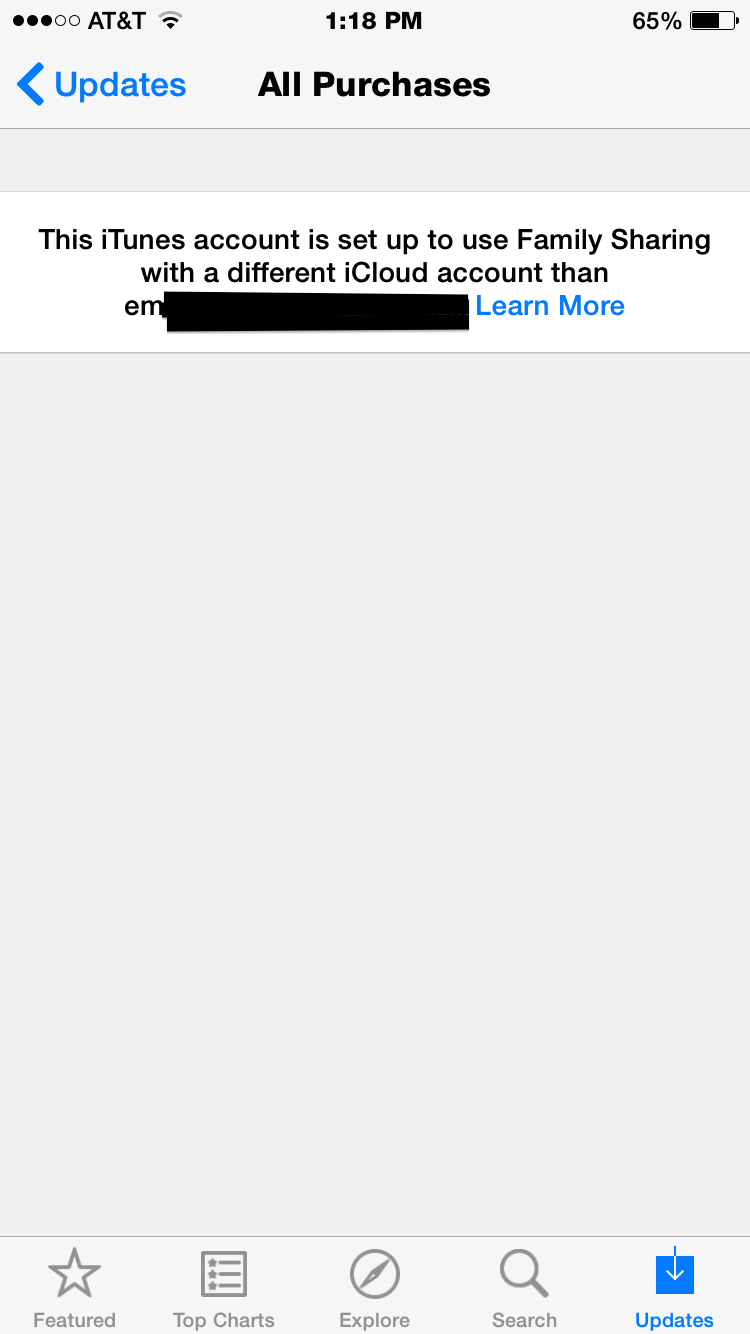 AT&T 1:18 PM 65%
Updates All Purchases
This iTunes account is set up to use Family Sharing
with a different iCloud account than
em Learn More
Featured Top Charts Explore Search Updates